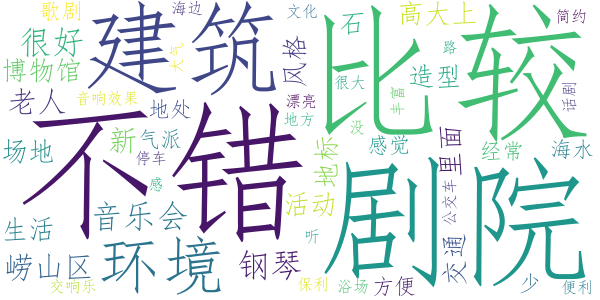 歌剧
海边
文化
高大上
简约
建筑
比较
很好
石
路
博物馆
大气
风格
很大
造型
丰富
话剧
老人
音响效果
地处
漂亮
地方
不错
新
气派
没
停车
场地
地标
感觉
里面
经常
海水
剧院
感
公交车
活动
生活
音乐会
听
交通
崂山区
环境
钢琴
交响乐
保利
浴场
方便
少
便利